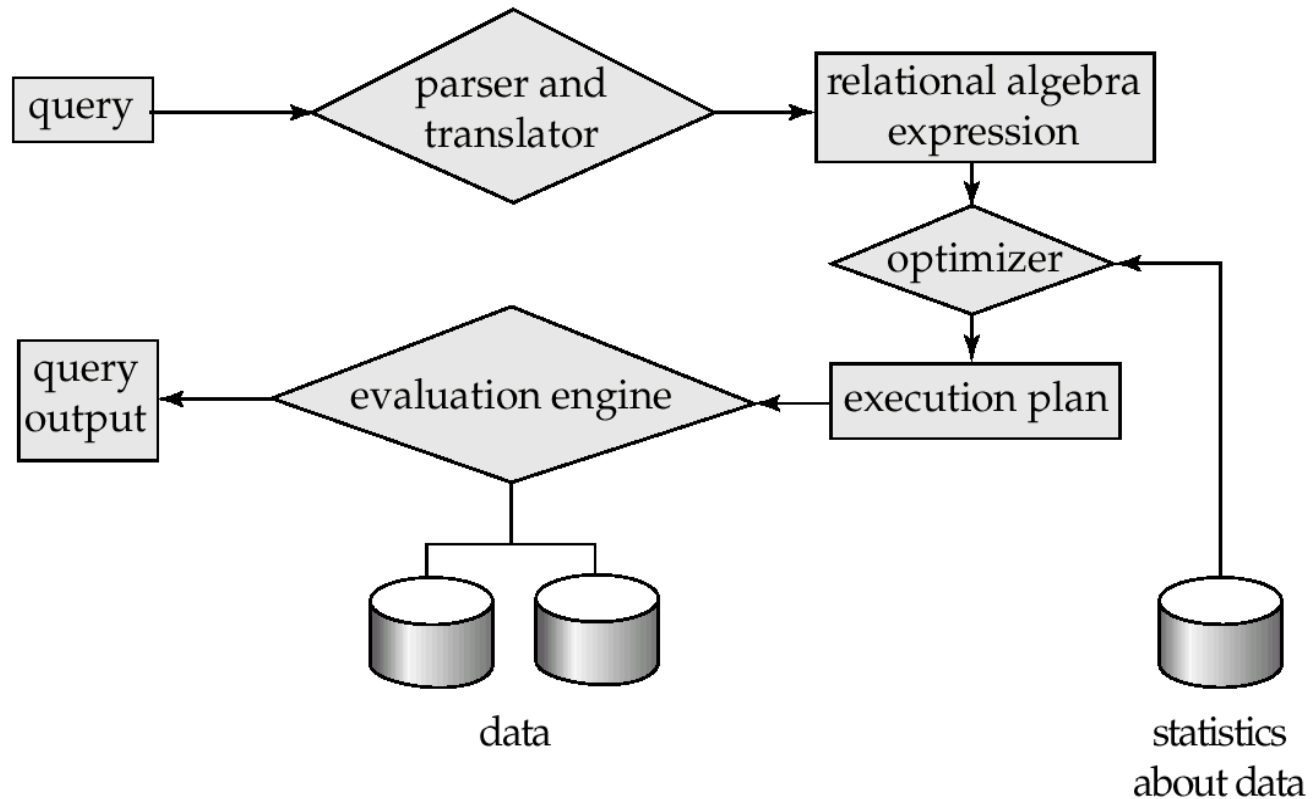 query
parser and
translator
relational algebra
expression
optimizer
query
output
evaluation engine
execution plan
data
statistics
about data